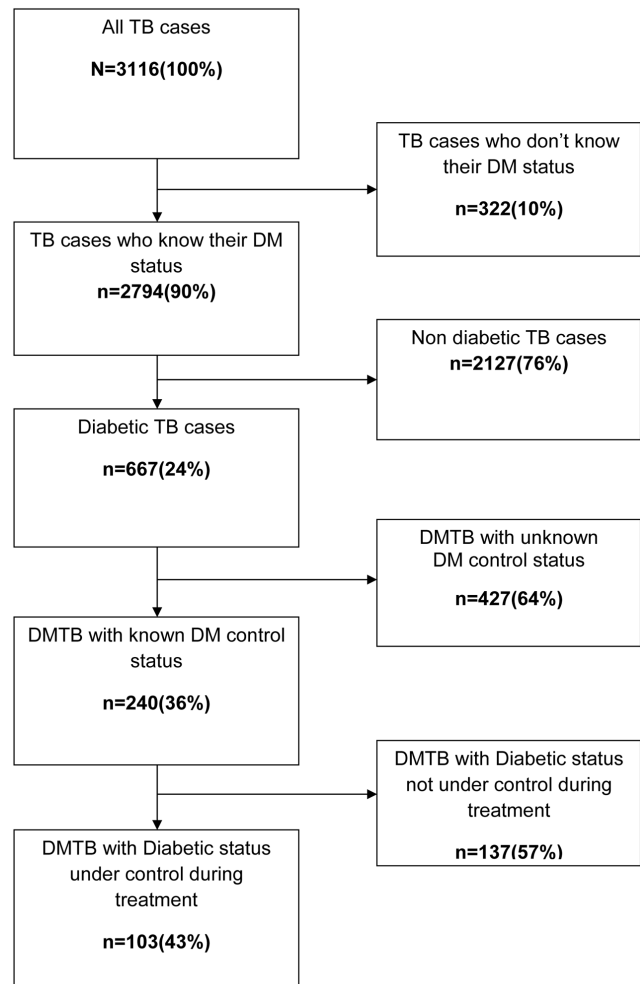 All TB cases
N=3116(100%)
TB cases who don’t know
their DM status
n=322(10%)
TB cases who know their DM
status
n=2794(90%)
Non diabetic TB cases
n=2127(76%)
Diabetic TB cases
n=667(24%)
DMTB with unknown
DM control status
n=427(64%)
DMTB with known DM control
status
n=240(36%)
DMTB with Diabetic status
not under control during
treatment
n=137(57%)
DMTB with Diabetic status
under control during
treatment
n=103(43%)